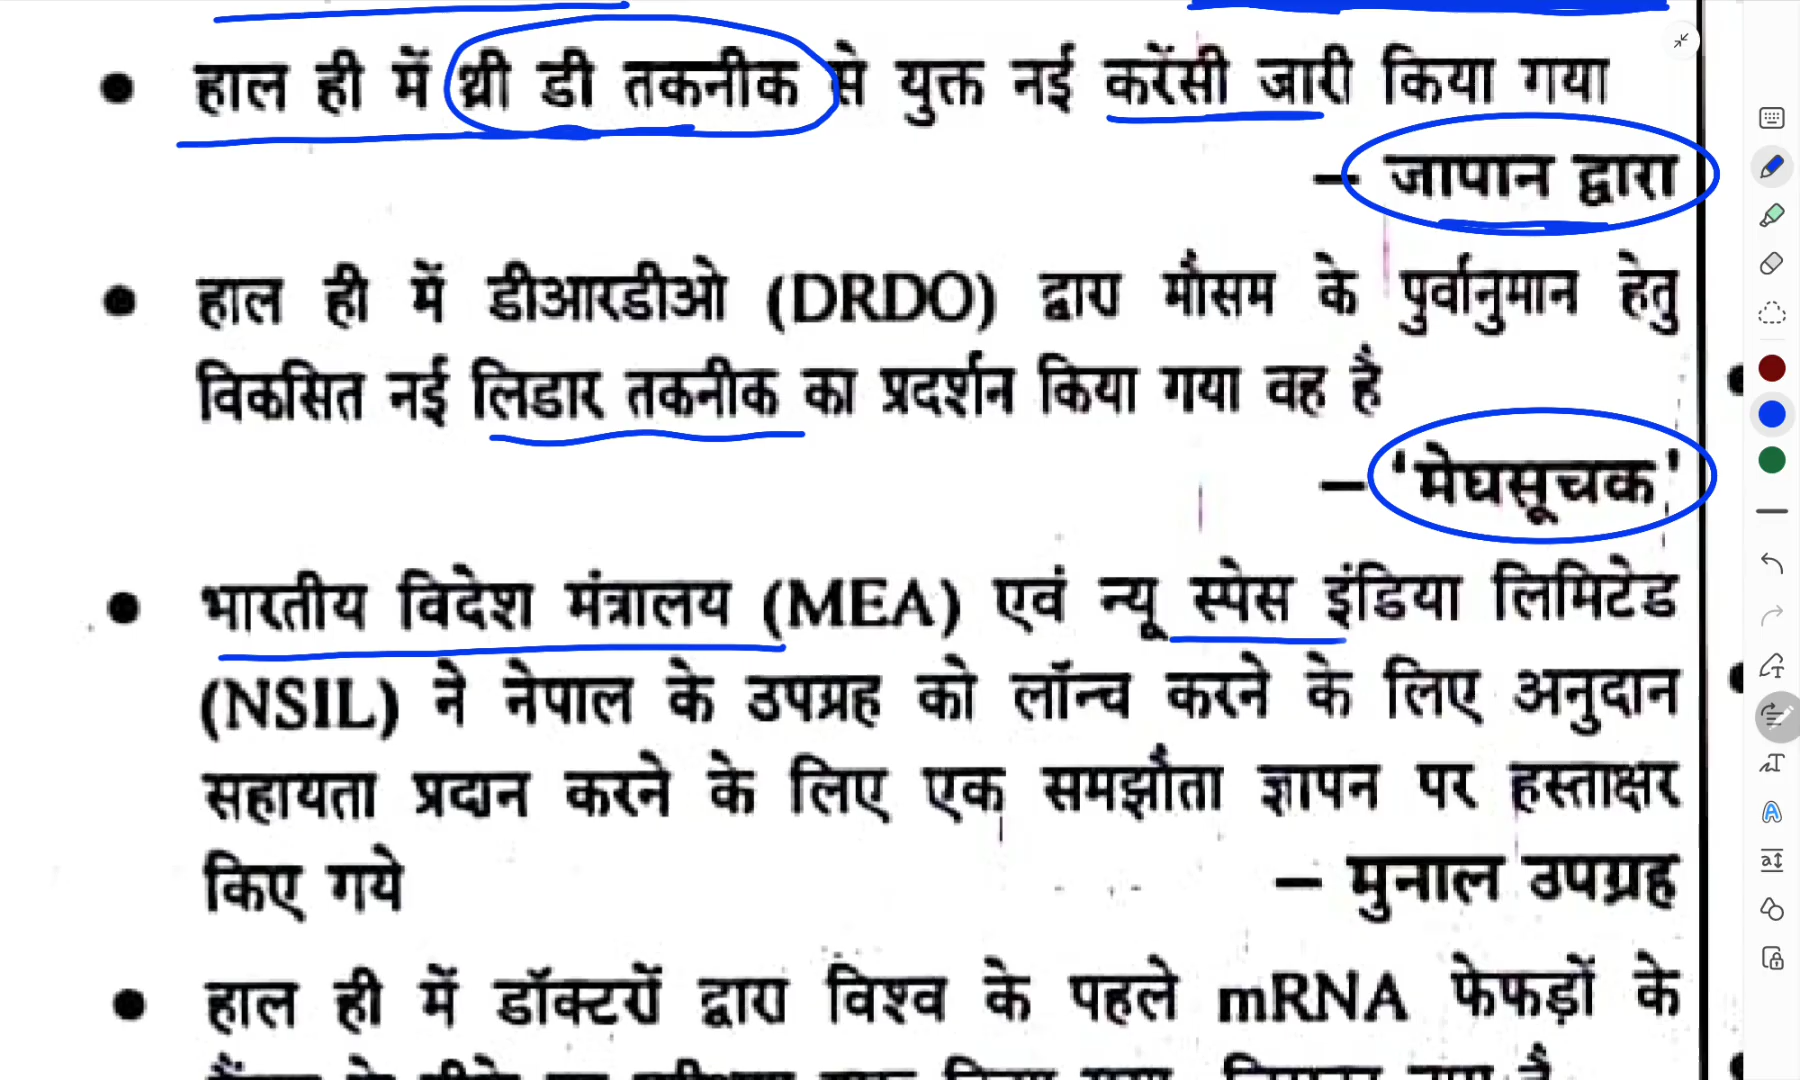 हाल ही में थ्री डी तकनीक से युक्त नई करेंसी जारी किया गया
– जापान द्वारा
हाल ही में डीआरडीओ (DRDO) द्वारा मौसम के पुर्वानुमान हेतु
विकसित नई लिडार तकनीक का प्रदर्शन किया गया वह है
– 'मेघसूचक'
भारतीय विदेश मंत्रालय (MEA) एवं न्यू स्पेस इंडिया लिमिटेड
(NSIL) ने नेपाल के उपग्रह को लॉन्च करने के लिए अनुदान
सहायता प्रदान करने के लिए एक समझौता ज्ञापन पर हस्ताक्षर
किए गये – मुनाल उपग्रह
हाल ही में डॉक्टरों द्वारा विश्व के पहले mRNA फेफड़ों के